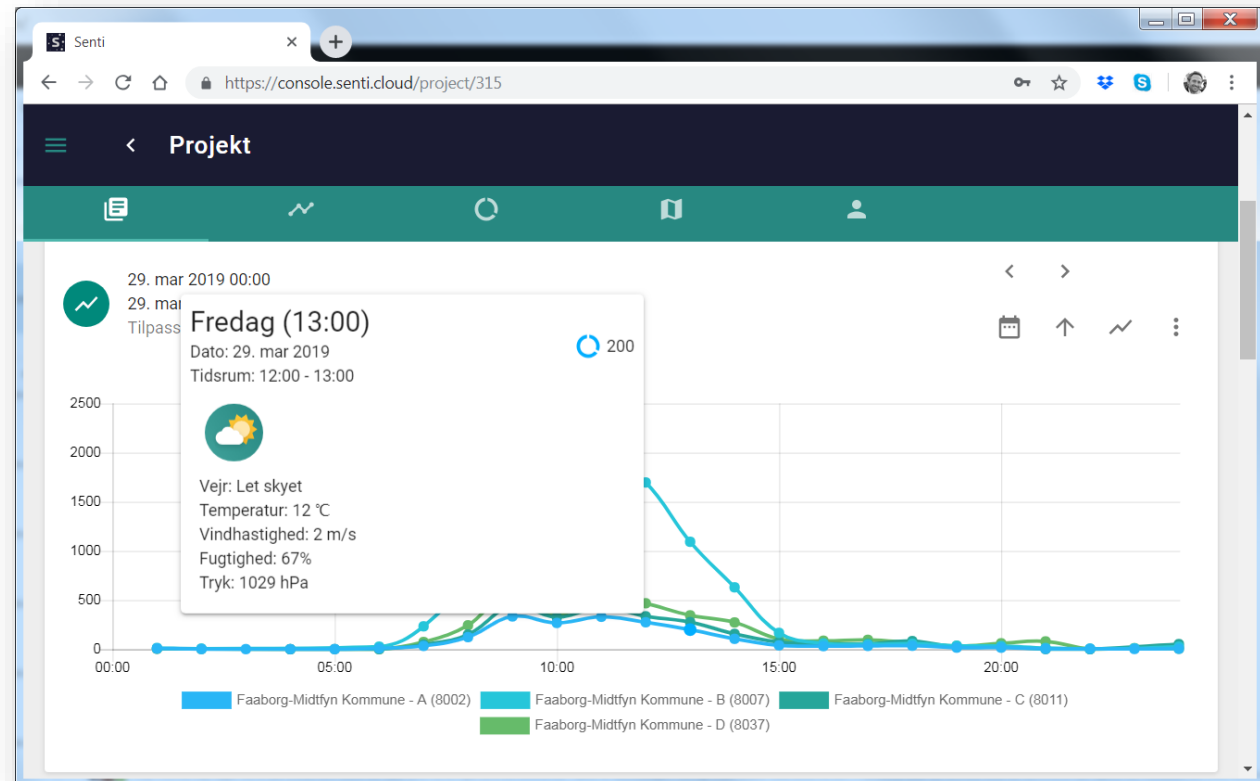 Senti
https://console.senti.cloud/project/315
Projekt
29. mar 2019 00:00
29. mar
Tilpass
Fredag (13:00)
200
Dato: 29. mar 2019
Tidsrum: 12:00 - 13:00
Vejr: Let skyet
Temperatur: 12 ℃
Vindhastighed: 2 m/s
Fugtighed: 67%
Tryk: 1029 hPa
2500
2000
1500
1000
500
0
00:00 05:00 10:00 15:00 20:00
Faaborg-Midtfyn Kommune - A (8002) Faaborg-Midtfyn Kommune - B (8007) Faaborg-Midtfyn Kommune - C (8011)
Faaborg-Midtfyn Kommune - D (8037)